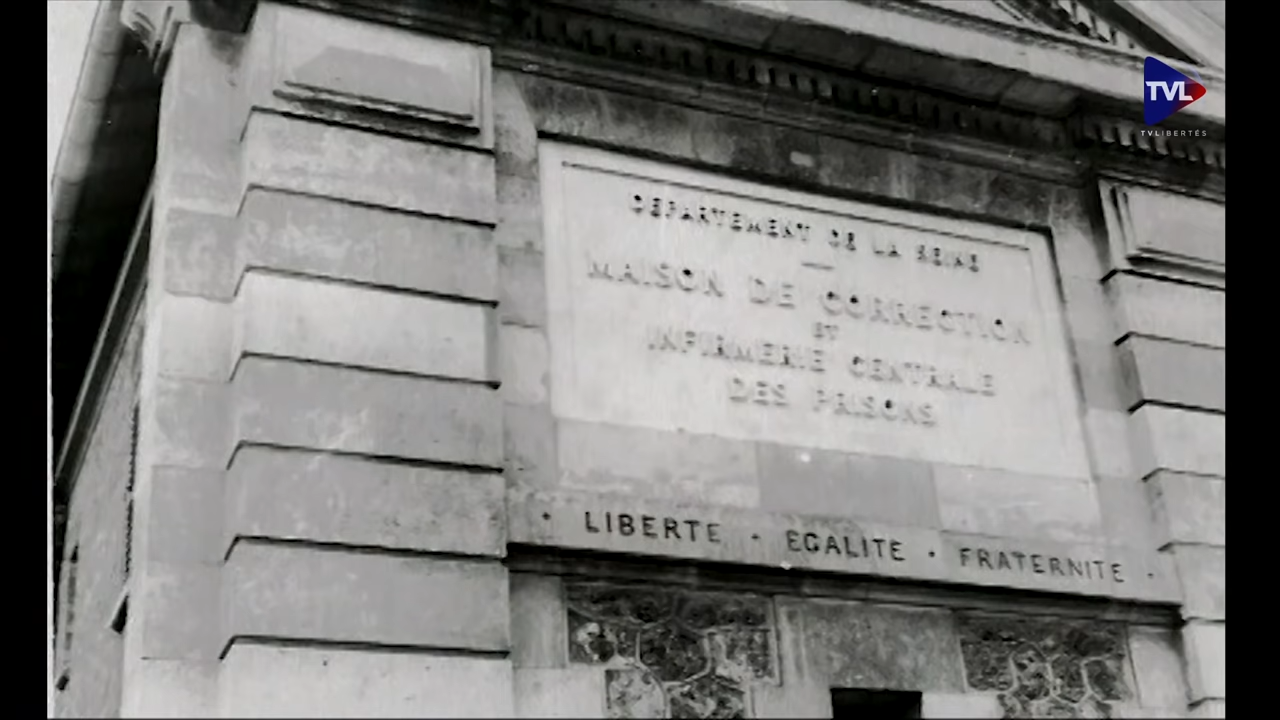 TVL
TVLIBERTÉS
DEPARTEMENT DE LA SEINE
MAISON DE CORRECTION
ET
INFIRMERIE CENTRALE
DES PRISONS
· LIBERTE · EGALITE · FRATERNITE ·